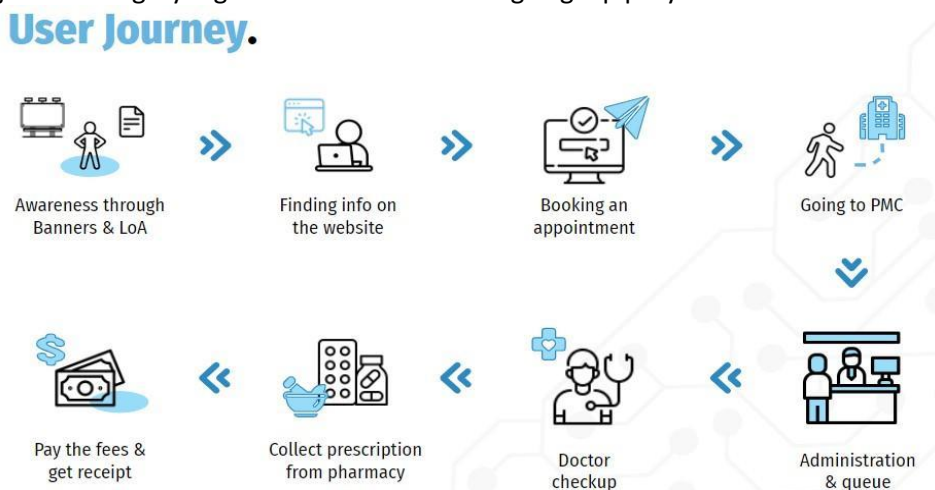 User Journey.
Awareness through
Banners & LoA
Finding info on
the website
Booking an
appointment
Going to PMC
Administration
& queue
Doctor
checkup
Collect prescription
from pharmacy
Pay the fees &
get receipt